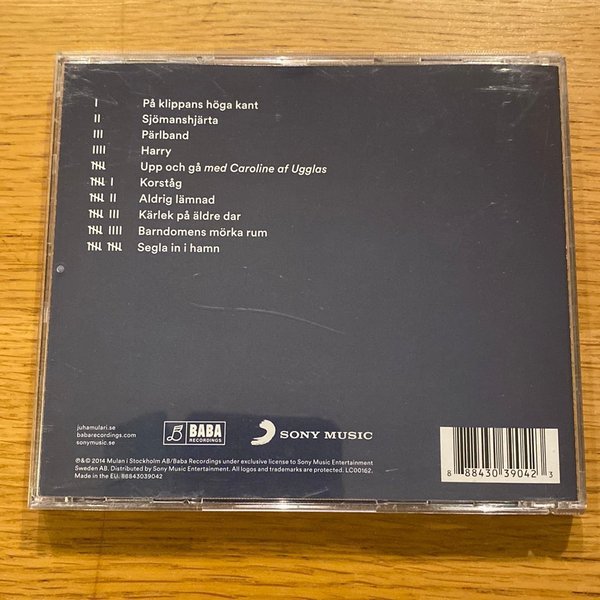 I På klippans höga kant
II Sjömanshjärta
III Pärlband
IIII Harry
Upp och gå med Caroline af Ugglas
I Korståg
II Aldrig lämnad
III Kärlek på äldre dar
IIII Barndomens mörka rum
Segla in i hamn
juhamulari.se
babarecordings.com
sonymusic.se
BABA
RECORDINGS
SONY MUSIC
℗&© 2014 Mulan i Stockholm AB/Baba Recordings under exclusive license to Sony Music Entertainment
Sweden AB. Distributed by Sony Music Entertainment. All logos and trademarks are protected. LC00162.
Made in the EU. 88843039042
8 88430 39042 3